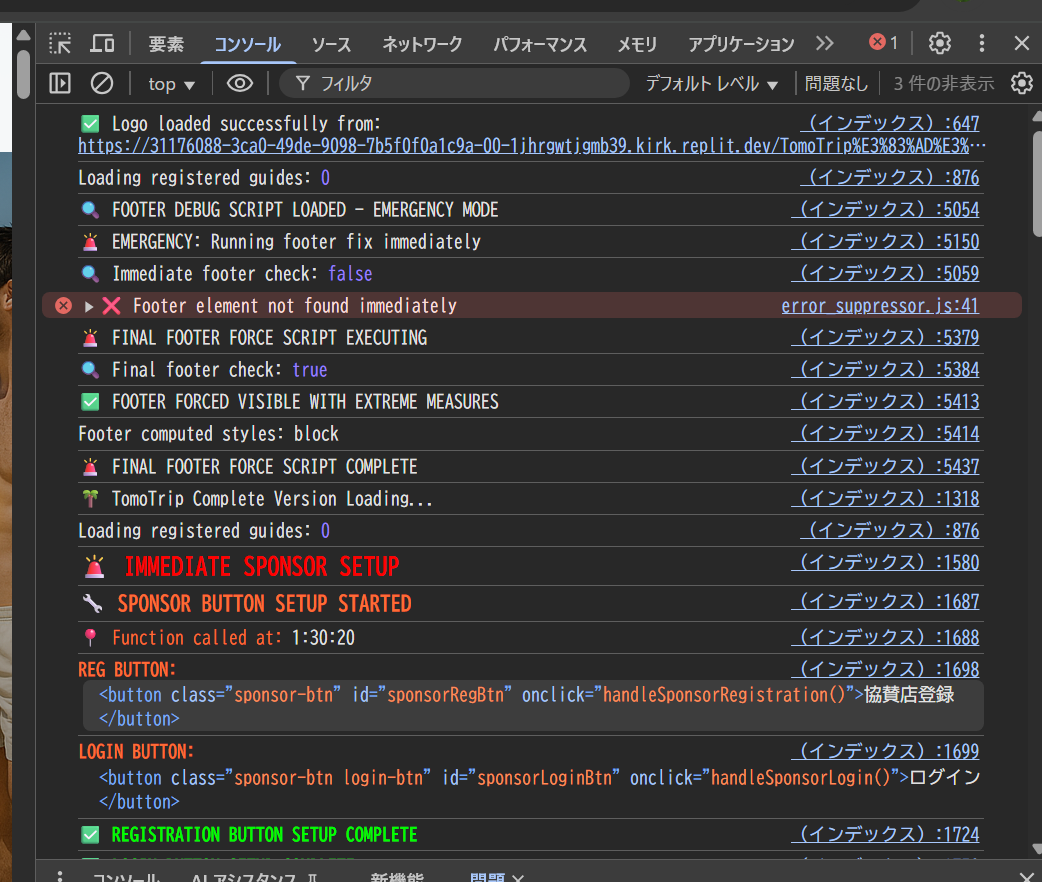 要素 コンソール ソース ネットワーク パフォーマンス メモリ アプリケーション 1
top フィルタ デフォルト レベル 問題なし 3 件の非表示
✅ Logo loaded successfully from: （インデックス）:647
https://31176088-3ca0-49de-9098-7b5f0f0a1c9a-00-1jhrgwtjgmb39.kirk.replit.dev/TomoTrip%E3%83%AD%E3%…
Loading registered guides: 0 （インデックス）:876
🔍 FOOTER DEBUG SCRIPT LOADED - EMERGENCY MODE （インデックス）:5054
🚨 EMERGENCY: Running footer fix immediately （インデックス）:5150
🔍 Immediate footer check: false （インデックス）:5059
❌ Footer element not found immediately error_suppressor.js:41
🚨 FINAL FOOTER FORCE SCRIPT EXECUTING （インデックス）:5379
🔍 Final footer check: true （インデックス）:5384
✅ FOOTER FORCED VISIBLE WITH EXTREME MEASURES （インデックス）:5413
Footer computed styles: block （インデックス）:5414
🚨 FINAL FOOTER FORCE SCRIPT COMPLETE （インデックス）:5437
🌴 TomoTrip Complete Version Loading... （インデックス）:1318
Loading registered guides: 0 （インデックス）:876
🚨 IMMEDIATE SPONSOR SETUP （インデックス）:1580
🔧 SPONSOR BUTTON SETUP STARTED （インデックス）:1687
📍 Function called at: 1:30:20 （インデックス）:1688
REG BUTTON: （インデックス）:1698
<button class="sponsor-btn" id="sponsorRegBtn" onclick="handleSponsorRegistration()">協賛店登録
</button>
LOGIN BUTTON: （インデックス）:1699
<button class="sponsor-btn login-btn" id="sponsorLoginBtn" onclick="handleSponsorLogin()">ログイン
</button>
✅ REGISTRATION BUTTON SETUP COMPLETE （インデックス）:1724
コンソール AI アシスタンス 新機能 問題